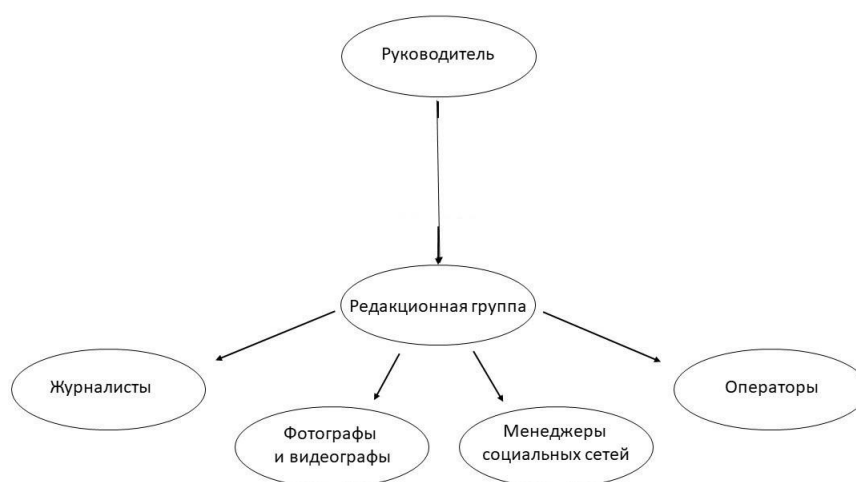 Руководитель
Редакционная группа
Журналисты
Операторы
Фотографы
и видеографы
Менеджеры
социальных сетей